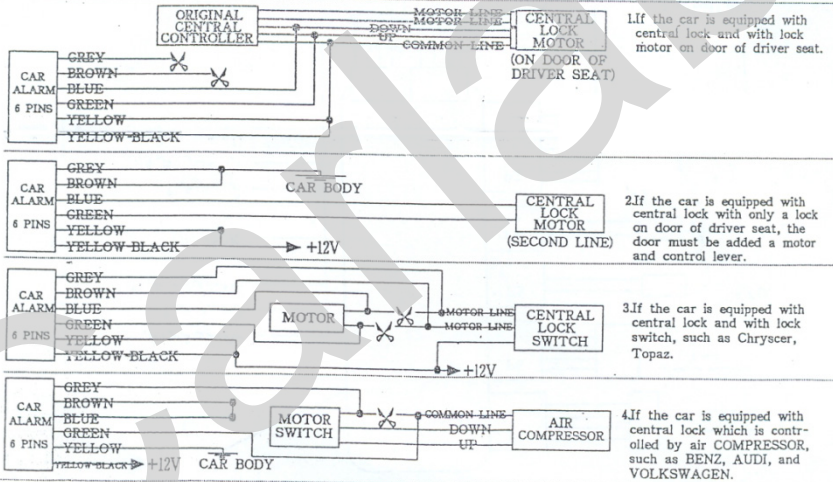 ORIGINAL
CENTRAL
CONTROLLER
MOTOR LINE
MOTOR LINE
DOWN
UP
COMMON LINE
CENTRAL
LOCK
MOTOR
(ON DOOR OF
DRIVER SEAT)
CAR
ALARM
6 PINS
GREY
BROWN
BLUE
GREEN
YELLOW
YELLOW-BLACK
1.If the car is equipped with
central lock and with lock
motor on door of driver seat.
CAR
ALARM
6 PINS
GREY
BROWN
BLUE
GREEN
YELLOW
YELLOW-BLACK
CAR BODY
+12V
CENTRAL
LOCK
MOTOR
(SECOND LINE)
2.If the car is equipped with
central lock with only a lock
on door of driver seat, the
door must be added a motor
and control lever.
CAR
ALARM
6 PINS
GREY
BROWN
BLUE
GREEN
YELLOW
YELLOW-BLACK
MOTOR
MOTOR LINE
MOTOR LINE
+12V
CENTRAL
LOCK
SWITCH
3.If the car is equipped with
central lock and with lock
switch, such as Chryscer,
Topaz.
CAR
ALARM
6 PINS
GREY
BROWN
BLUE
GREEN
YELLOW
YELLOW-BLACK
+12V
CAR BODY
MOTOR
SWITCH
COMMON LINE
DOWN
UP
AIR
COMPRESSOR
4.If the car is equipped with
central lock which is contr-
olled by air COMPRESSOR,
such as BENZ, AUDI, and
VOLKSWAGEN.